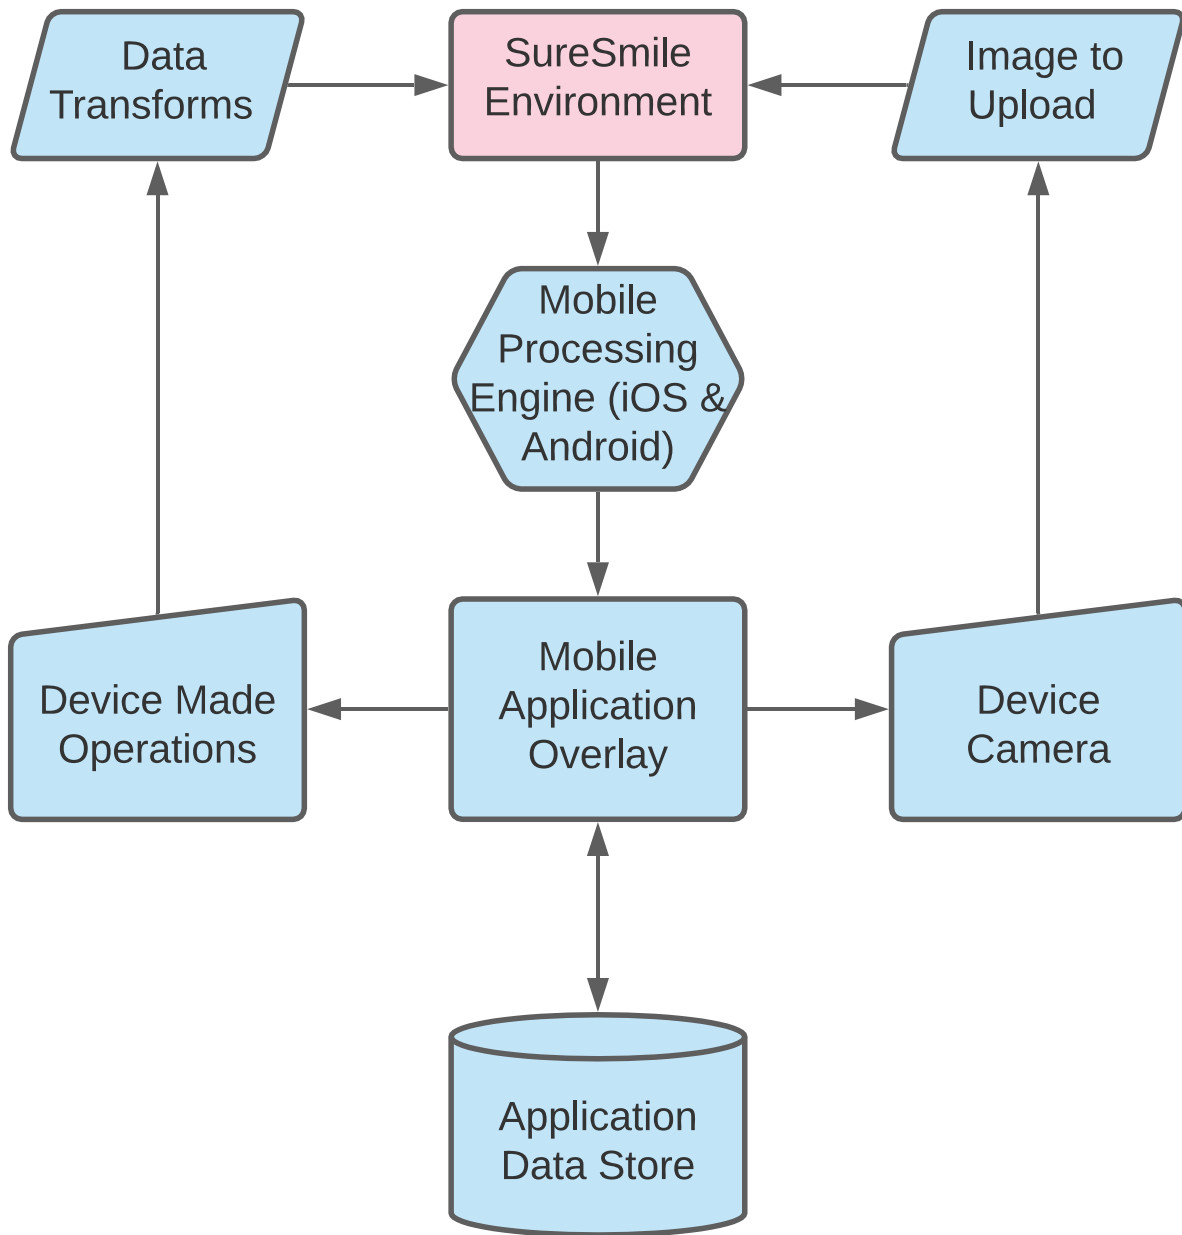 Data
Transforms
SureSmile
Environment
Image to
Upload
Mobile
Processing
Engine (iOS &
Android)
Device Made
Operations
Mobile
Application
Overlay
Device
Camera
Application
Data Store